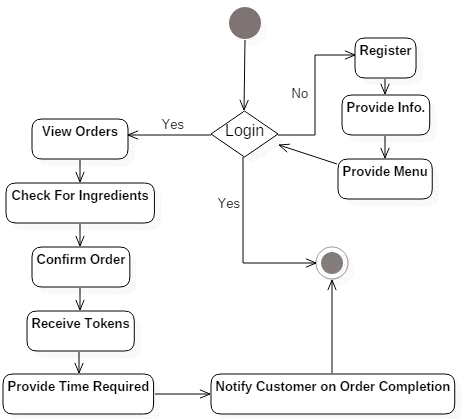 Register
No
Provide Info.
Login
Yes
View Orders
Provide Menu
Check For Ingredients
Yes
Confirm Order
Receive Tokens
Provide Time Required
Notify Customer on Order Completion